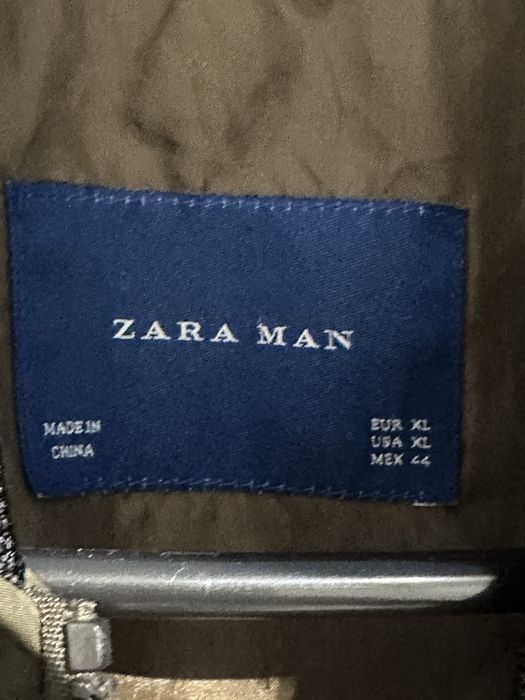 ZARA MAN
MADE IN
CHINA
EUR XL
USA XL
MEX 44